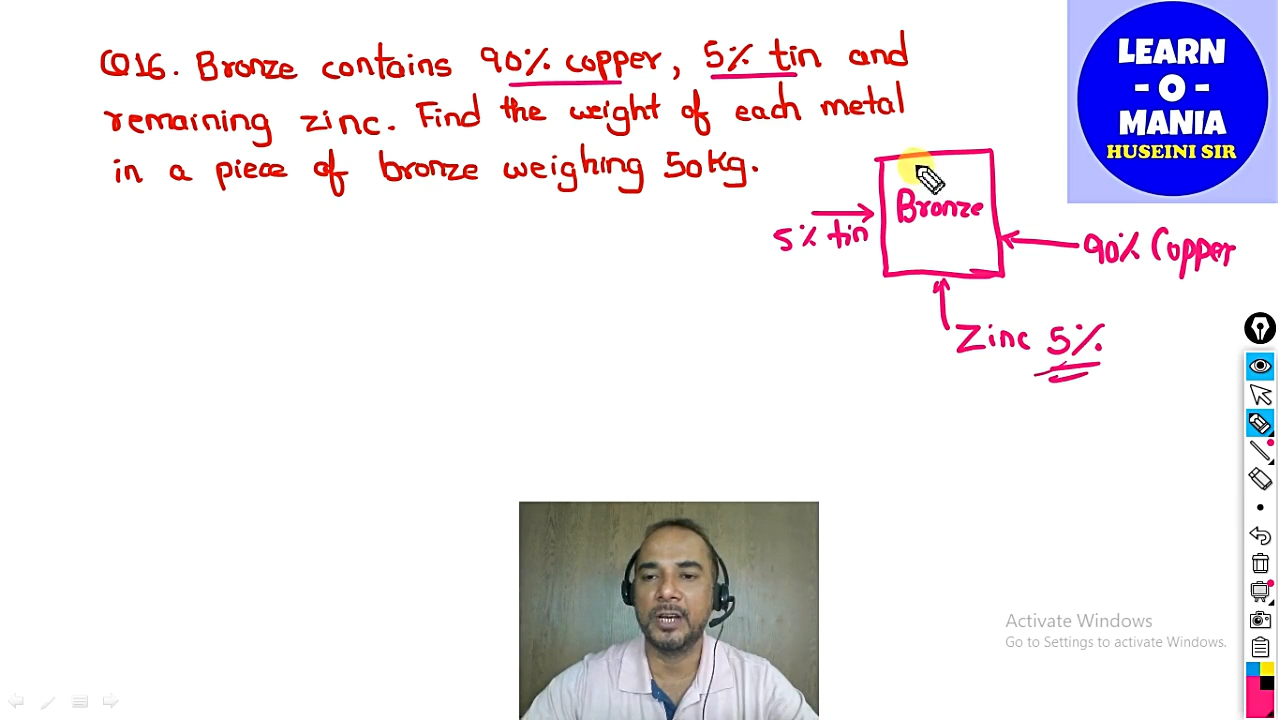 Q16. Bronze contains 90% copper, 5% tin and
remaining zinc. Find the weight of each metal
in a piece of bronze weighing 50Kg.
LEARN
- O -
MANIA
HUSEINI SIR
Bronze
5% tin
90% Copper
Zinc 5%
Activate Windows
Go to Settings to activate Windows.